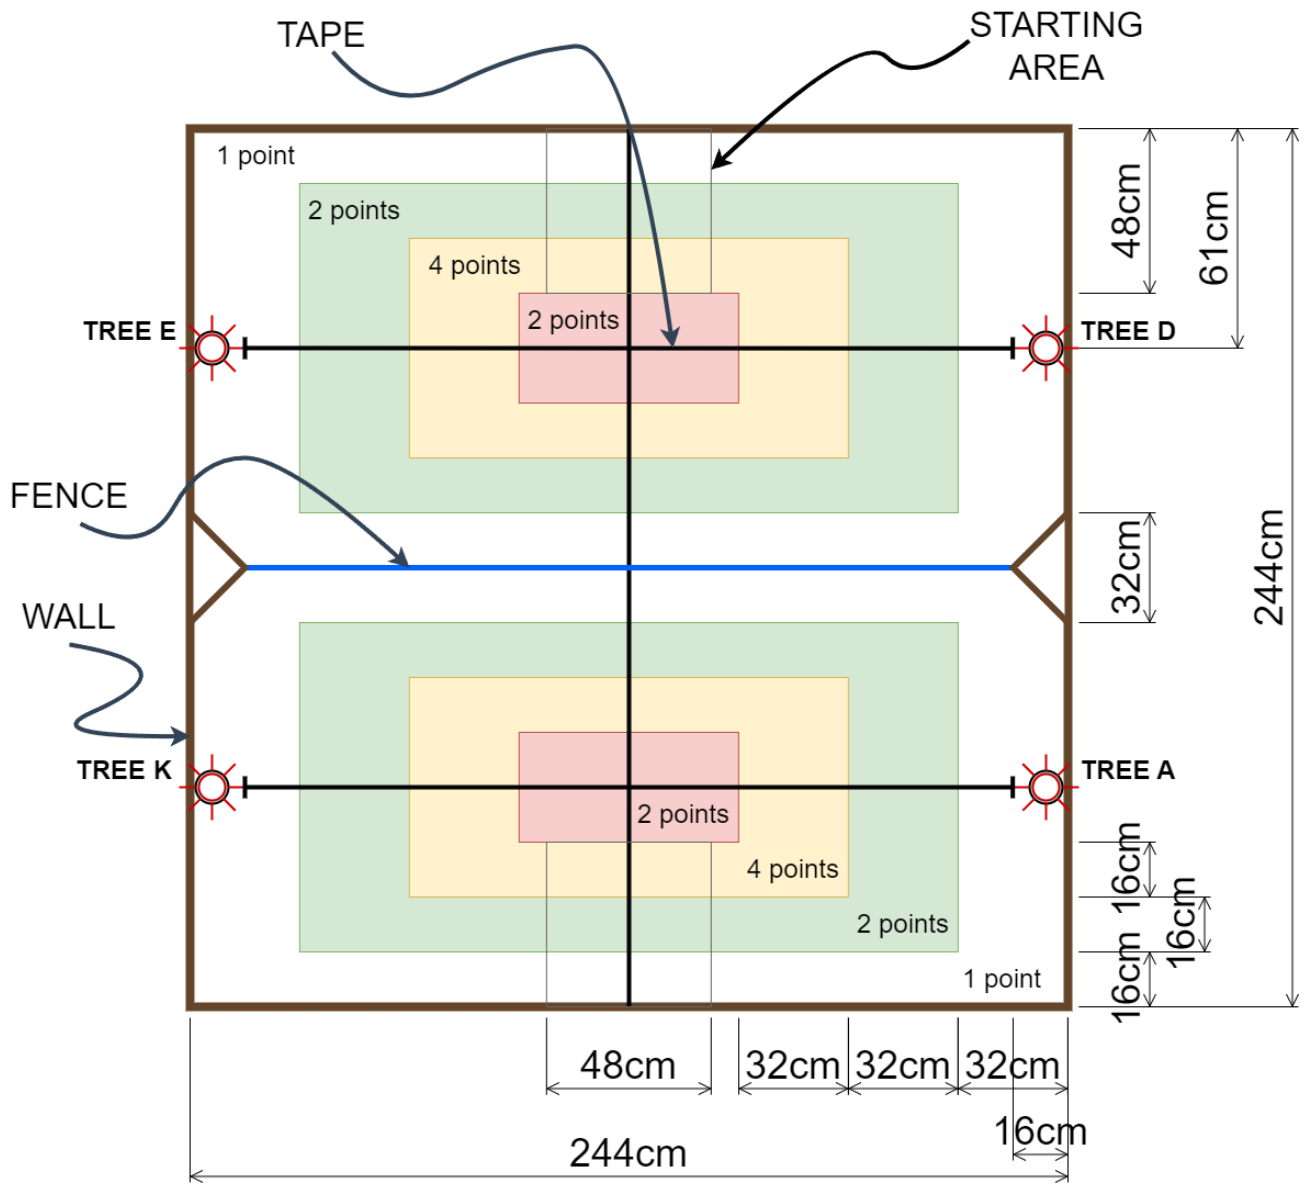 TAPE
STARTING
AREA
1 point
2 points
4 points
2 points
48cm
61cm
TREE E
TREE D
FENCE
32cm
244cm
WALL
TREE K
TREE A
2 points
4 points
2 points
1 point
16cm
16cm
16cm
48cm
32cm
32cm
32cm
16cm
244cm